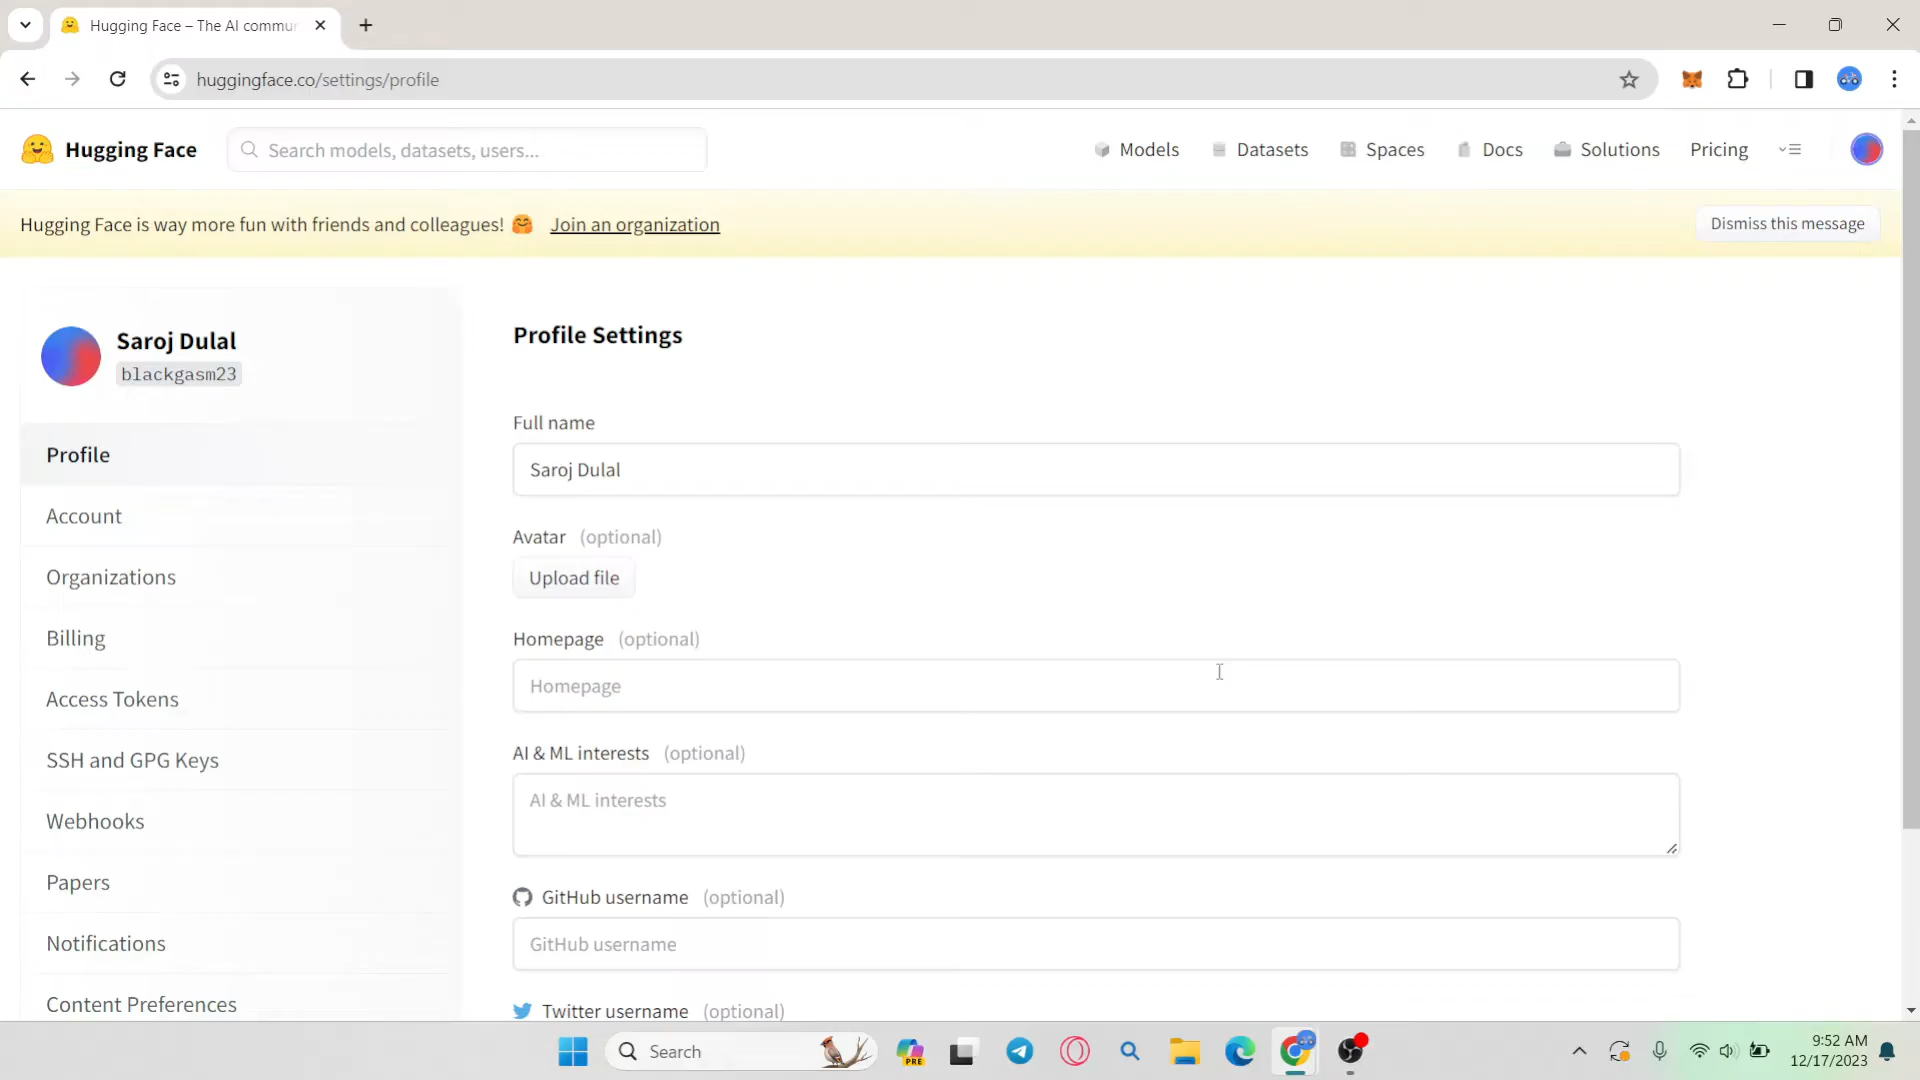 Hugging Face – The AI commun
huggingface.co/settings/profile
Hugging Face
Search models, datasets, users...
Models
Datasets
Spaces
Docs
Solutions
Pricing
Hugging Face is way more fun with friends and colleagues! 🤗 Join an organization
Dismiss this message
Saroj Dulal
blackgasm23
Profile
Account
Organizations
Billing
Access Tokens
SSH and GPG Keys
Webhooks
Papers
Notifications
Content Preferences
Profile Settings
Full name
Saroj Dulal
Avatar (optional)
Upload file
Homepage (optional)
Homepage
AI & ML interests (optional)
AI & ML interests
GitHub username (optional)
GitHub username
Twitter username (optional)
Search
PRE
9:52 AM
12/17/2023